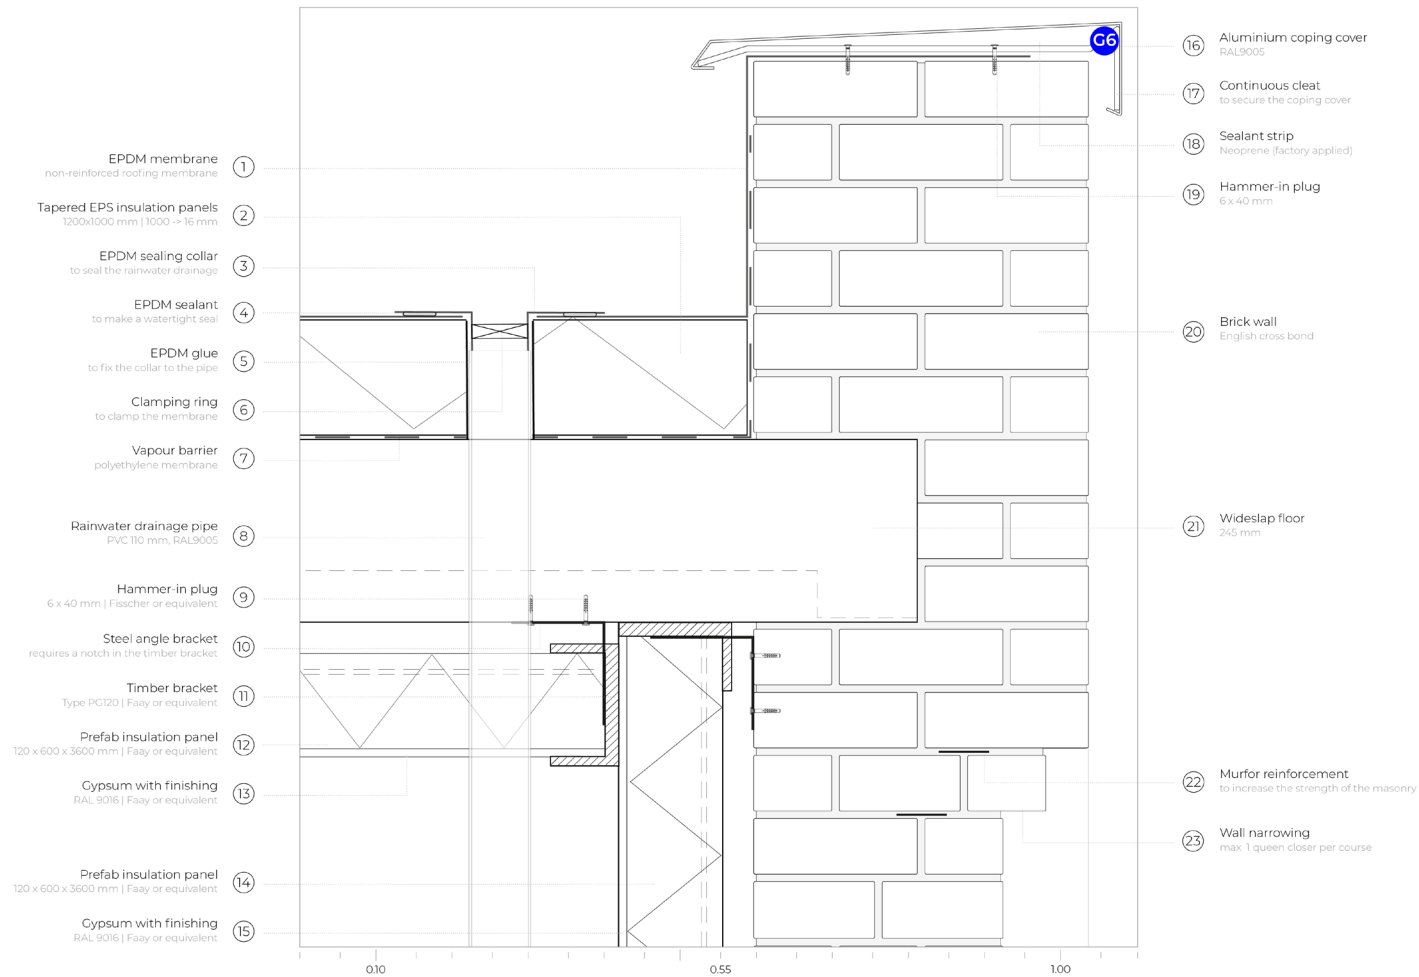 EPDM membrane
non-reinforced roofing membrane
1
Tapered EPS insulation panels
1200x1000 mm | 1000 -> 16 mm
2
EPDM sealing collar
to seal the rainwater drainage
3
EPDM sealant
to make a watertight seal
4
EPDM glue
to fix the collar to the pipe
5
Clamping ring
to clamp the membrane
6
Vapour barrier
polyethylene membrane
7
Rainwater drainage pipe
PVC 110 mm, RAL9005
8
Hammer-in plug
6 x 40 mm | Fisscher or equivalent
9
Steel angle bracket
requires a notch in the timber bracket
10
Timber bracket
Type PG120 | Faay or equivalent
11
Prefab insulation panel
120 x 600 x 3600 mm | Faay or equivalent
12
Gypsum with finishing
RAL 9016 | Faay or equivalent
13
Prefab insulation panel
120 x 600 x 3600 mm | Faay or equivalent
14
Gypsum with finishing
RAL 9016 | Faay or equivalent
15
G6
16
Aluminium coping cover
RAL9005
17
Continuous cleat
to secure the coping cover
18
Sealant strip
Neoprene (factory applied)
19
Hammer-in plug
6 x 40 mm
20
Brick wall
English cross bond
21
Wideslap floor
245 mm
22
Murfor reinforcement
to increase the strength of the masonry
23
Wall narrowing
max 1 queen closer per course
0.10
0.55
1.00